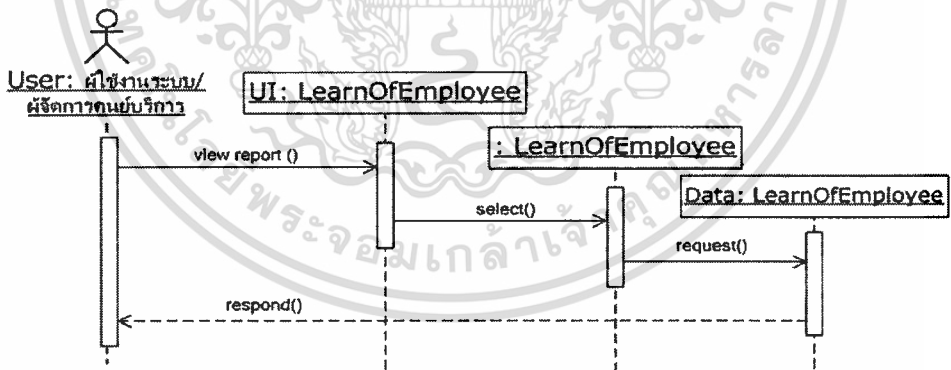 User: ผู้ใช้งานระบบ/
ผู้จัดการศูนย์บริการ
UI: LearnOfEmployee
: LearnOfEmployee
Data: LearnOfEmployee
view report ()
select()
request()
respond()